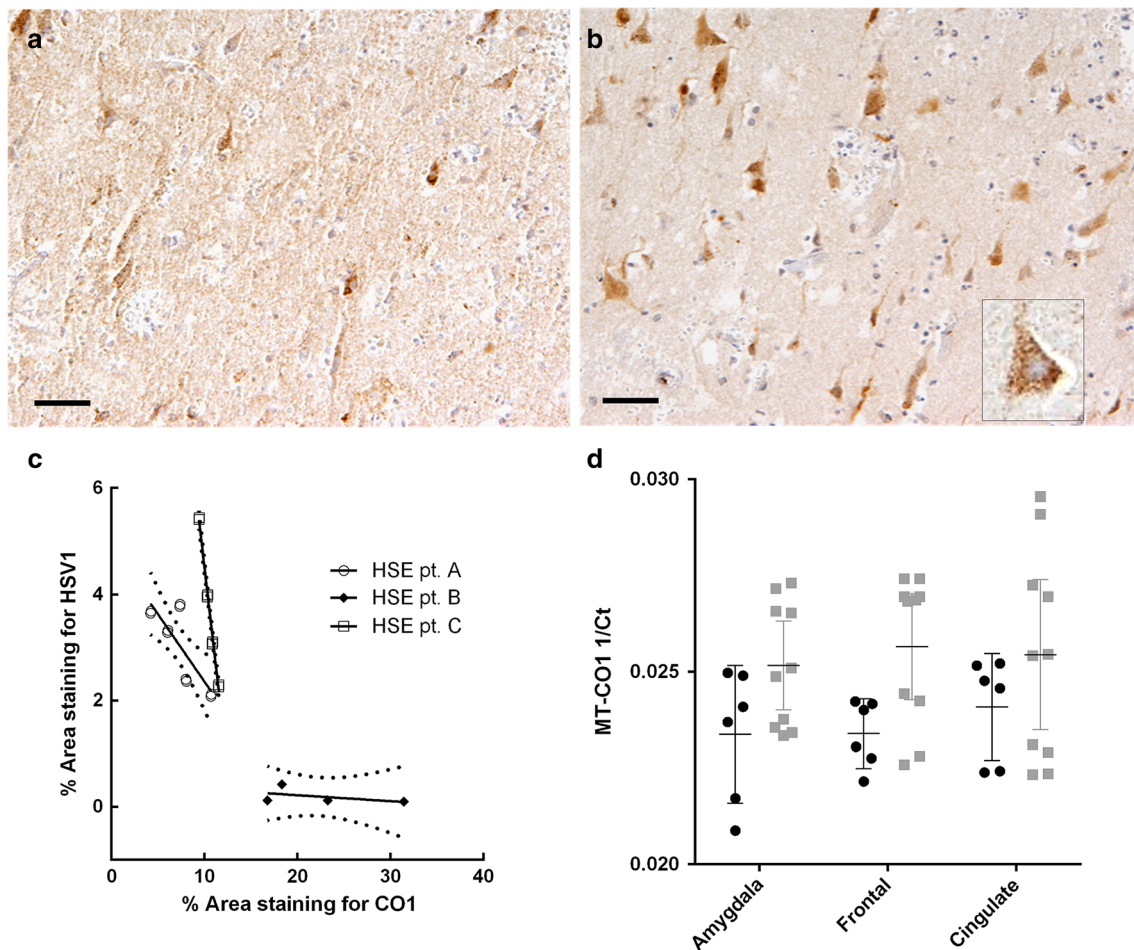 a
b
c
6
4
2
0
% Area staining for HSV1
0
10
20
30
40
% Area staining for CO1
HSE pt. A
HSE pt. B
HSE pt. C
d
0.030
0.025
0.020
MT-CO1 1/Ct
Amygdala
Frontal
Cingulate